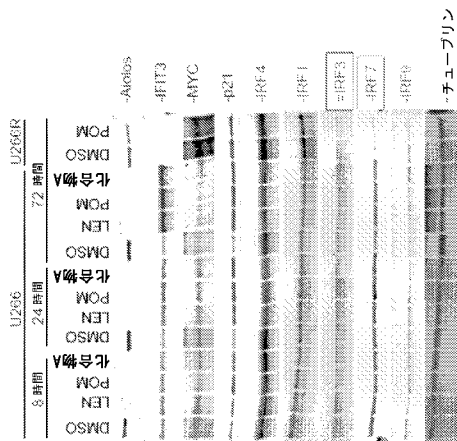 U266 U266R
8 時間 24 時間 72 時間
DMSO LEN POM 化合物A DMSO LEN POM 化合物A DMSO LEN POM 化合物A DMSO POM
-Aiolos
-IFIT3
-MYC
-p21
-IRF4
-IRF1
-IRF3
-IRF7
-IRF9
-チューブリン